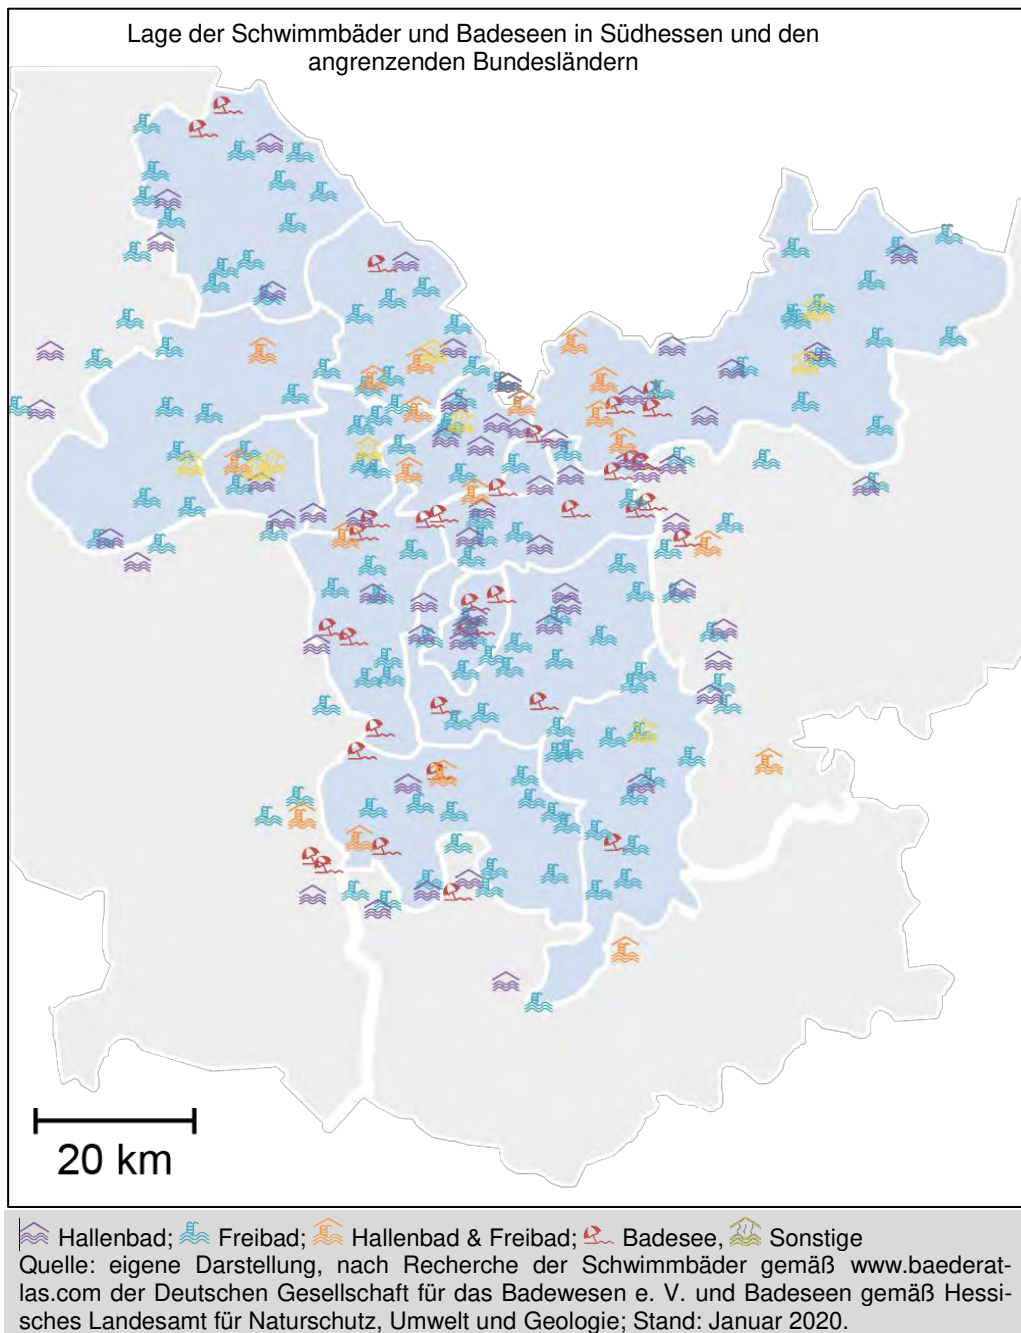 Lage der Schwimmbäder und Badeseen in Südhessen und den
angrenzenden Bundesländern
20 km
Hallenbad; Freibad; Hallenbad & Freibad; Badesee, Sonstige
Quelle: eigene Darstellung, nach Recherche der Schwimmbäder gemäß www.baederat-
las.com der Deutschen Gesellschaft für das Badewesen e. V. und Badeseen gemäß Hessi-
sches Landesamt für Naturschutz, Umwelt und Geologie; Stand: Januar 2020.